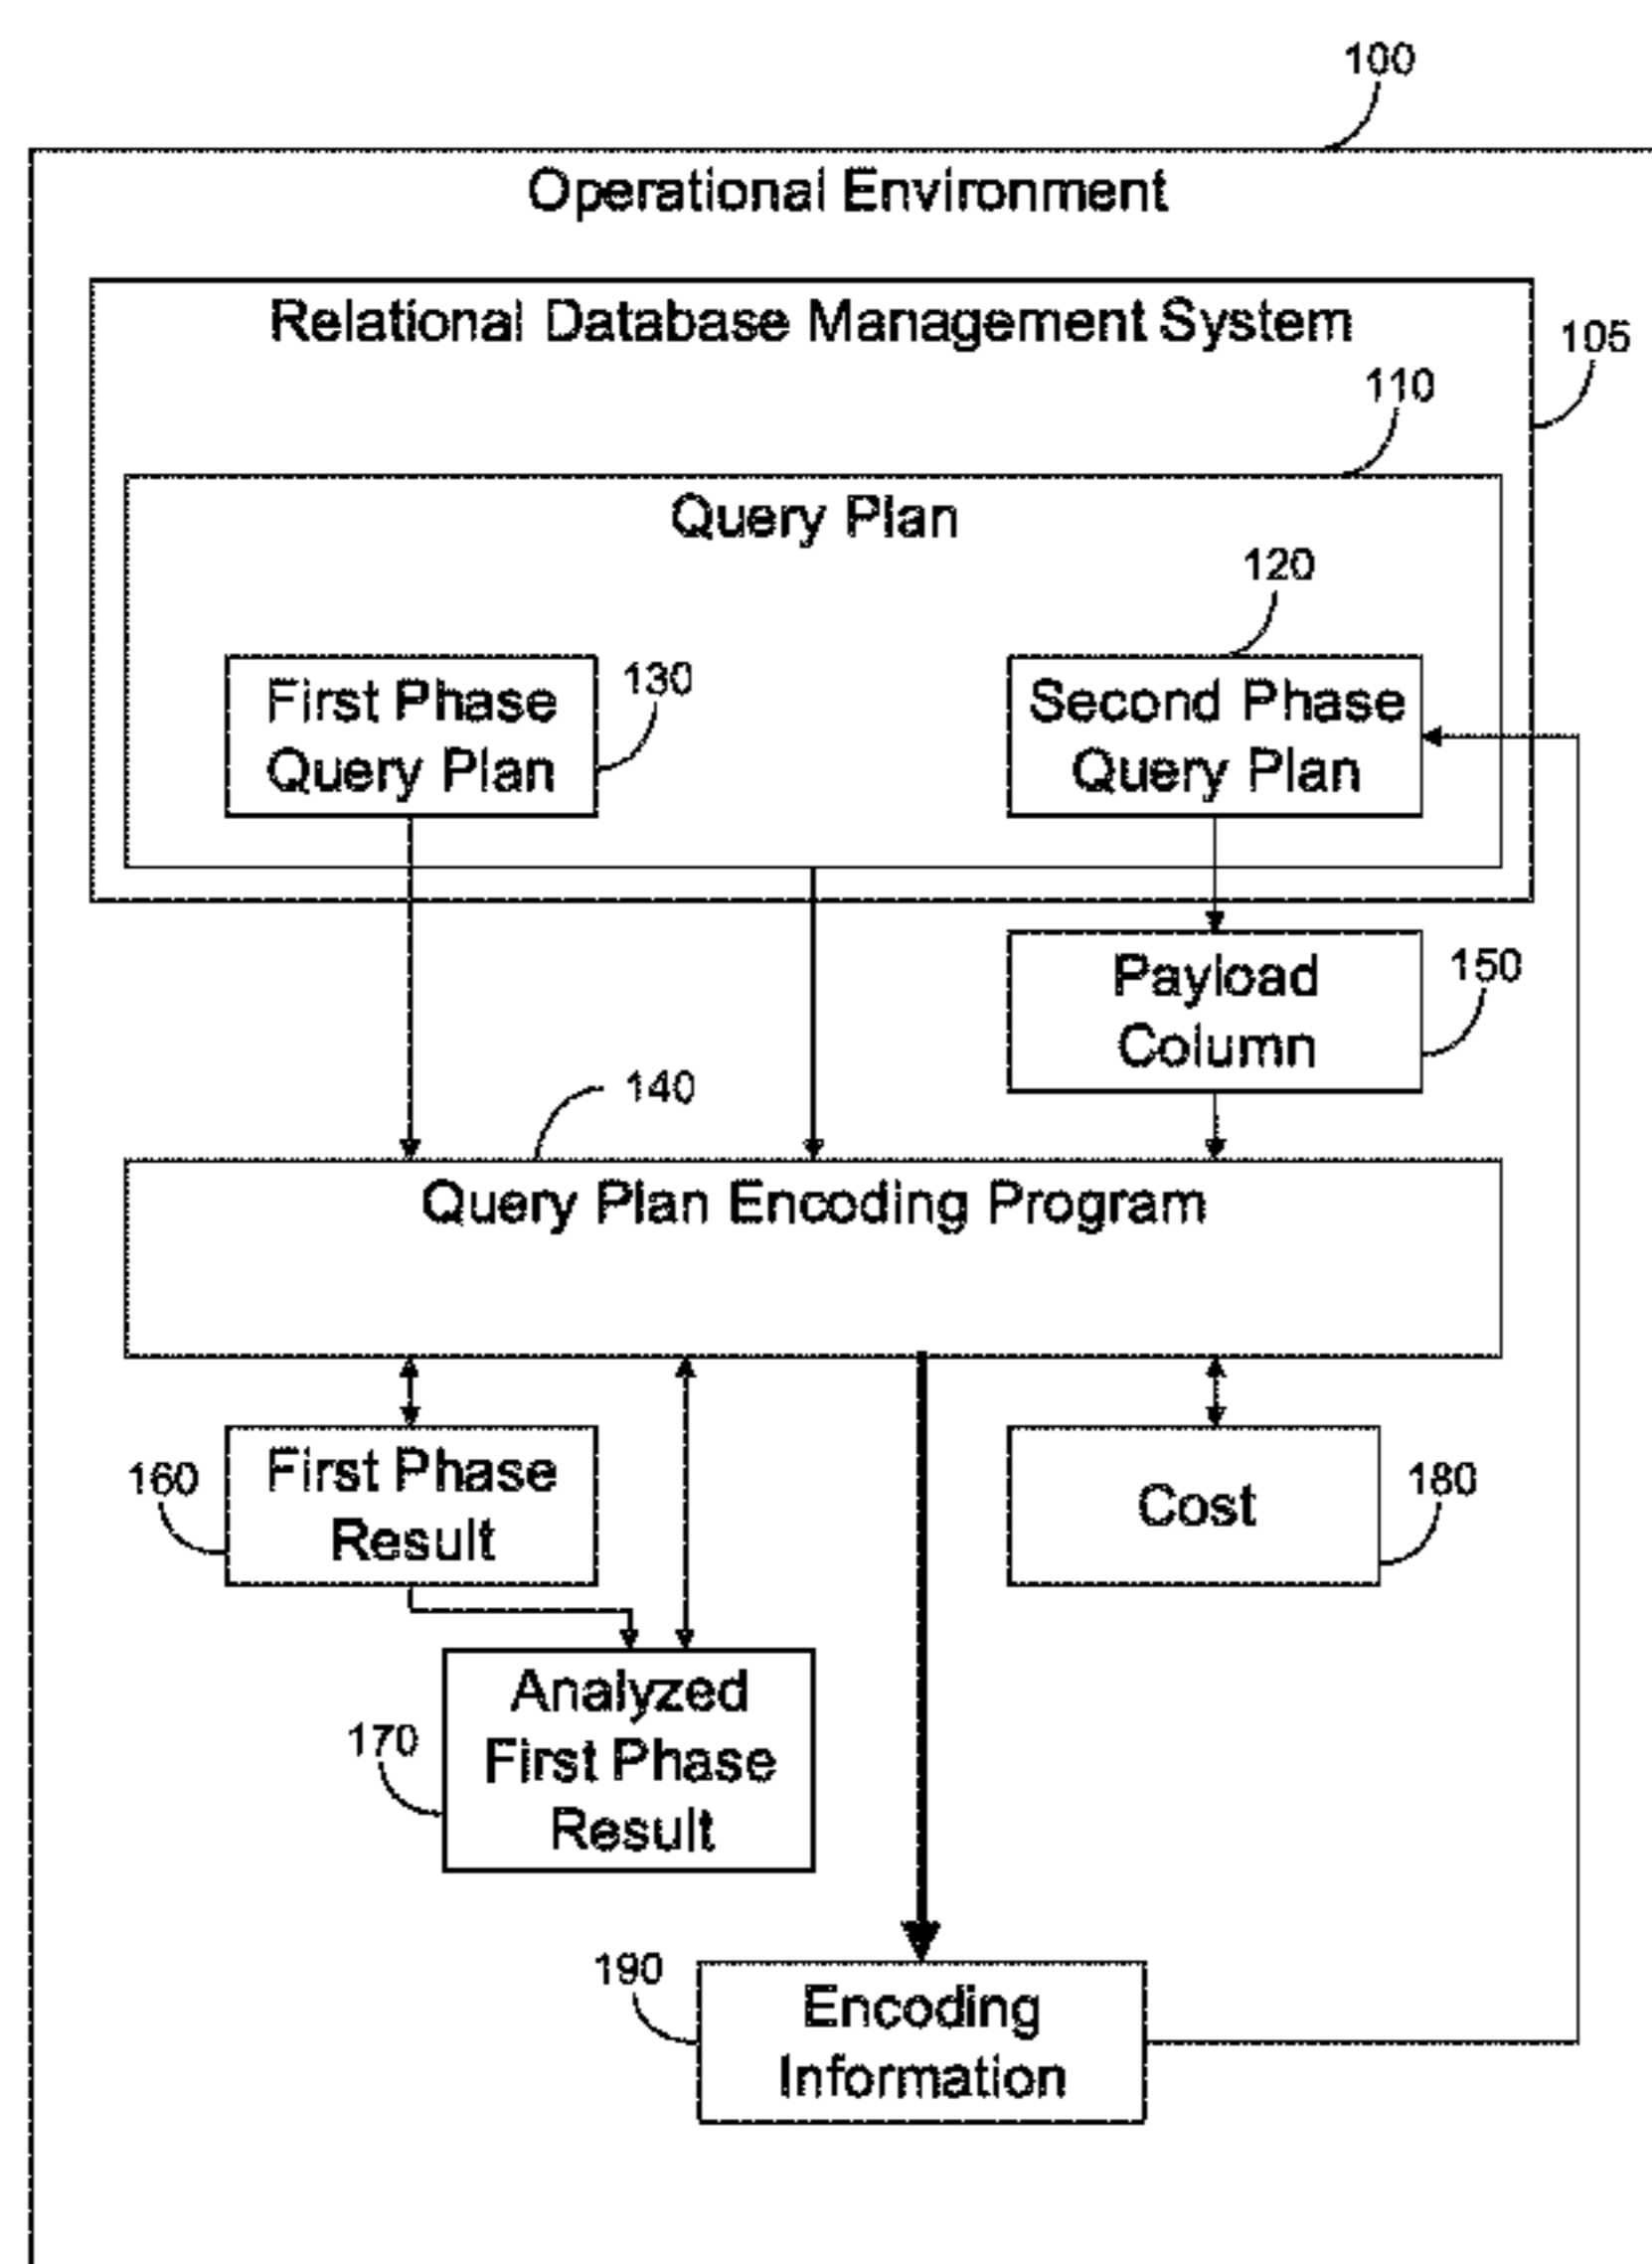 100
Operational Environment
Relational Database Management System
105
110
Query Plan
120
First Phase
Query Plan
130
Second Phase
Query Plan
Payload
Column
150
140
Query Plan Encoding Program
160
First Phase
Result
Cost
180
170
Analyzed
First Phase
Result
190
Encoding
Information